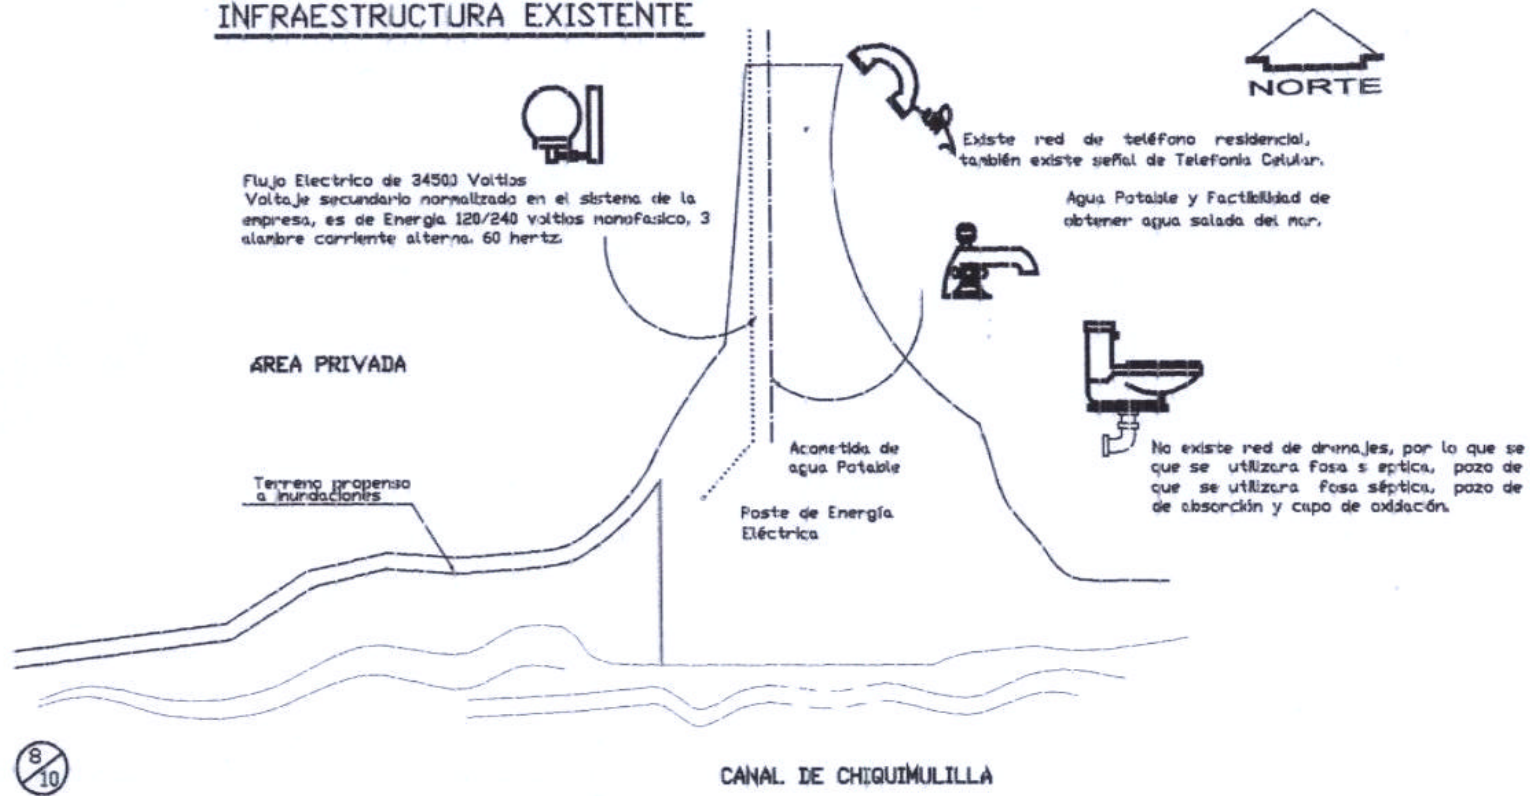 INFRAESTRUCTURA EXISTENTE
NORTE
Existe red de teléfono residencial,
también existe señal de Telefonía Celular.
Flujo Electrico de 34500 Voltios
Voltaje secundario normalizado en el sistema de la
empresa, es de Energia 120/240 voltios monofasico, 3
alambre corriente alterna. 60 hertz.
Agua Potable y Factibilidad de
obtener agua salada del mar.
ÁREA PRIVADA
Acometida de
agua Potable
No existe red de drenajes, por lo que se
que se utilizara fosa s eptica, pozo de
que se utilizara fosa séptica, pozo de
de absorción y capo de oxidación.
Terreno propenso
a inundaciones
Poste de Energía
Eléctrica
8/10
CANAL DE CHIQUIMULILLA